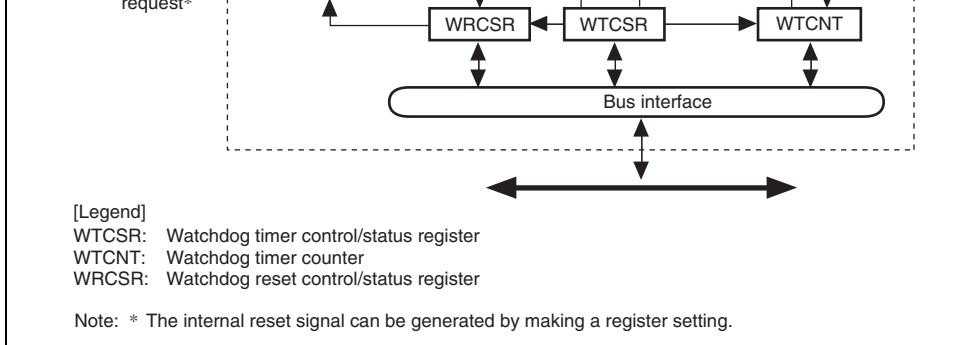 request*
WRCSR WTCSR WTCNT
Bus interface
[Legend]
WTCSR: Watchdog timer control/status register
WTCNT: Watchdog timer counter
WRCSR: Watchdog reset control/status register
Note: * The internal reset signal can be generated by making a register setting.